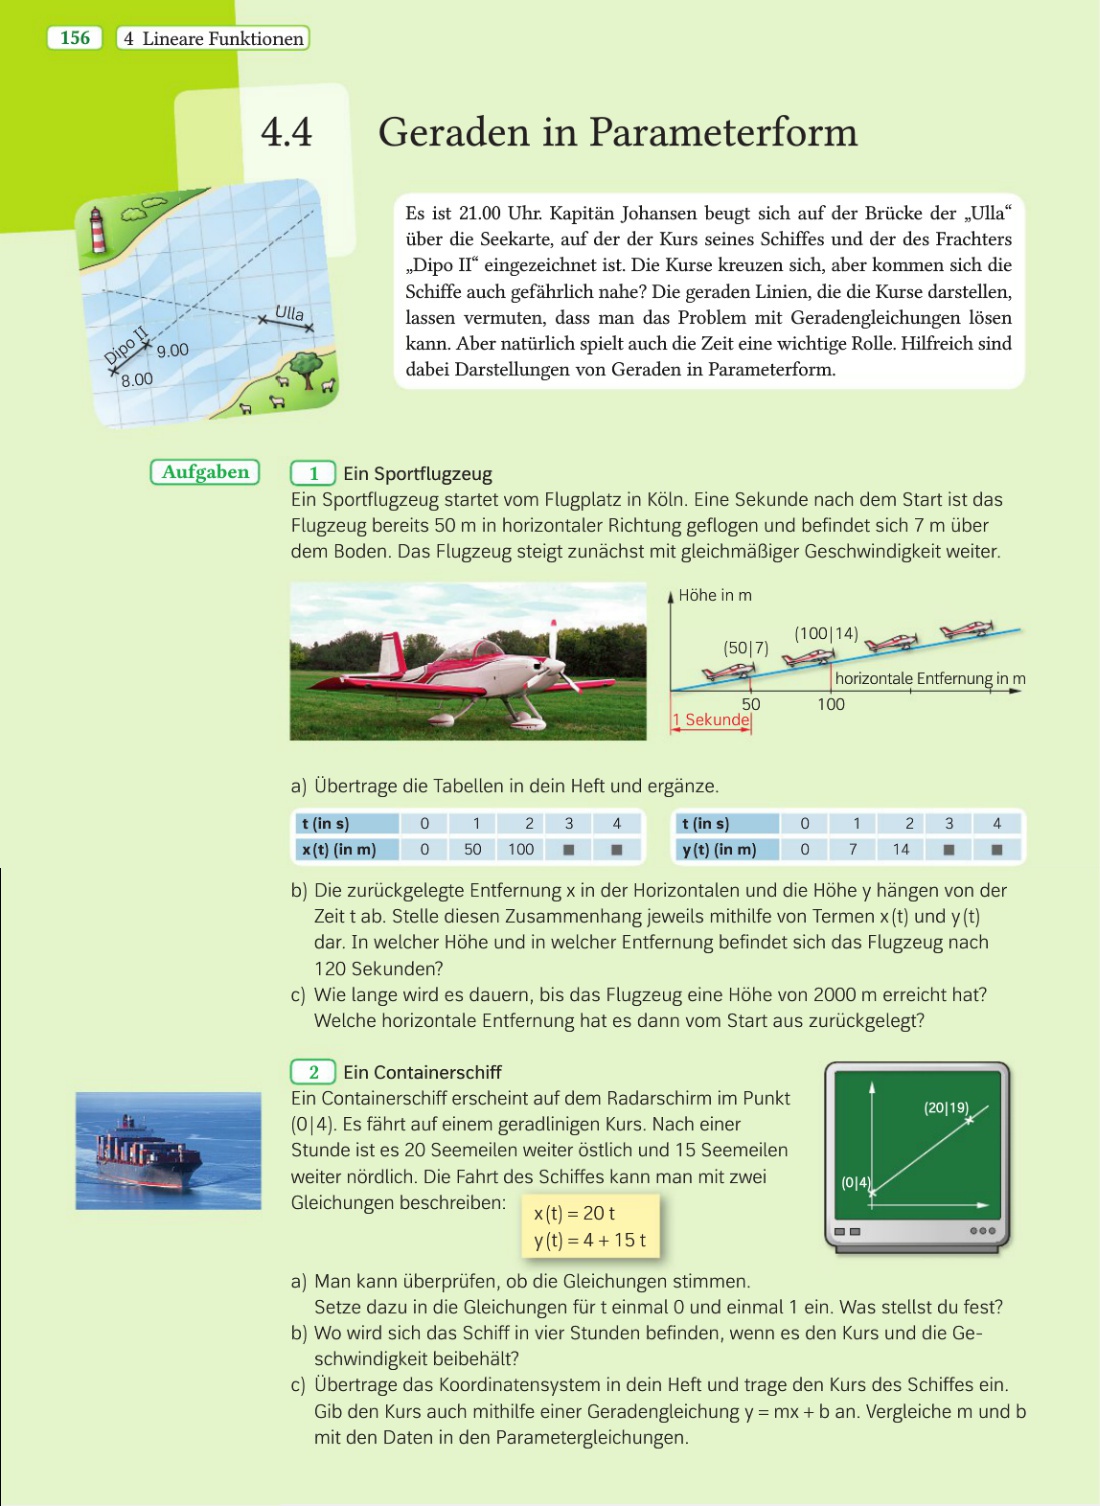 156
4 Lineare Funktionen
4.4 Geraden in Parameterform
Es ist 21.00 Uhr. Kapitän Johansen beugt sich auf der Brücke der „Ulla“
über die Seekarte, auf der der Kurs seines Schiffes und der des Frachters
„Dipo II“ eingezeichnet ist. Die Kurse kreuzen sich, aber kommen sich die
Schiffe auch gefährlich nahe? Die geraden Linien, die die Kurse darstellen,
lassen vermuten, dass man das Problem mit Geradengleichungen lösen
kann. Aber natürlich spielt auch die Zeit eine wichtige Rolle. Hilfreich sind
dabei Darstellungen von Geraden in Parameterform.
Ulla
Dipo II
9.00
8.00
Aufgaben
1 Ein Sportflugzeug
Ein Sportflugzeug startet vom Flugplatz in Köln. Eine Sekunde nach dem Start ist das
Flugzeug bereits 50 m in horizontaler Richtung geflogen und befindet sich 7 m über
dem Boden. Das Flugzeug steigt zunächst mit gleichmäßiger Geschwindigkeit weiter.
Höhe in m
(50|7)
(100|14)
horizontale Entfernung in m
50
100
1 Sekunde
a) Übertrage die Tabellen in dein Heft und ergänze.
t (in s) 0 1 2 3 4
x (t) (in m) 0 50 100 ■ ■
t (in s) 0 1 2 3 4
y (t) (in m) 0 7 14 ■ ■
b) Die zurückgelegte Entfernung x in der Horizontalen und die Höhe y hängen von der
Zeit t ab. Stelle diesen Zusammenhang jeweils mithilfe von Termen x (t) und y (t)
dar. In welcher Höhe und in welcher Entfernung befindet sich das Flugzeug nach
120 Sekunden?
c) Wie lange wird es dauern, bis das Flugzeug eine Höhe von 2000 m erreicht hat?
Welche horizontale Entfernung hat es dann vom Start aus zurückgelegt?
2 Ein Containerschiff
Ein Containerschiff erscheint auf dem Radarschirm im Punkt
(0|4). Es fährt auf einem geradlinigen Kurs. Nach einer
Stunde ist es 20 Seemeilen weiter östlich und 15 Seemeilen
weiter nördlich. Die Fahrt des Schiffes kann man mit zwei
Gleichungen beschreiben:
x (t) = 20 t
y (t) = 4 + 15 t
(20|19)
(0|4)
a) Man kann überprüfen, ob die Gleichungen stimmen.
Setze dazu in die Gleichungen für t einmal 0 und einmal 1 ein. Was stellst du fest?
b) Wo wird sich das Schiff in vier Stunden befinden, wenn es den Kurs und die Ge-
schwindigkeit beibehält?
c) Übertrage das Koordinatensystem in dein Heft und trage den Kurs des Schiffes ein.
Gib den Kurs auch mithilfe einer Geradengleichung y = mx + b an. Vergleiche m und b
mit den Daten in den Parametergleichungen.